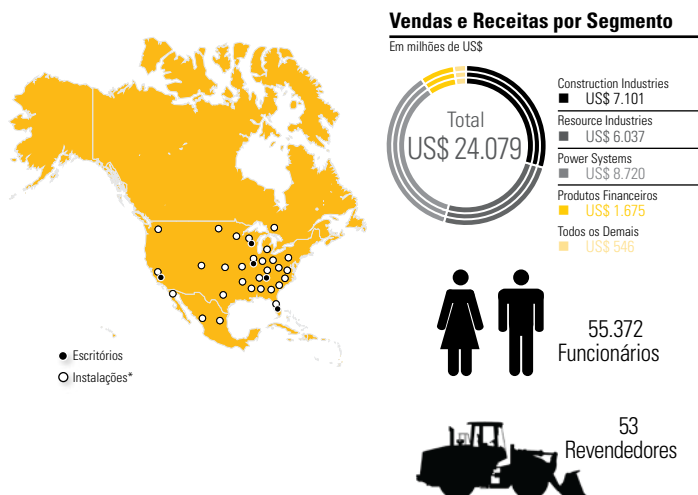 Vendas e Receitas por Segmento
Em milhões de US$
Total
US$ 24.079
Construction Industries
US$ 7.101
Resource Industries
US$ 6.037
Power Systems
US$ 8.720
Produtos Financeiros
US$ 1.675
Todos os Demais
US$ 546
55.372
Funcionários
Escritórios
Instalações*
53
Revendedores